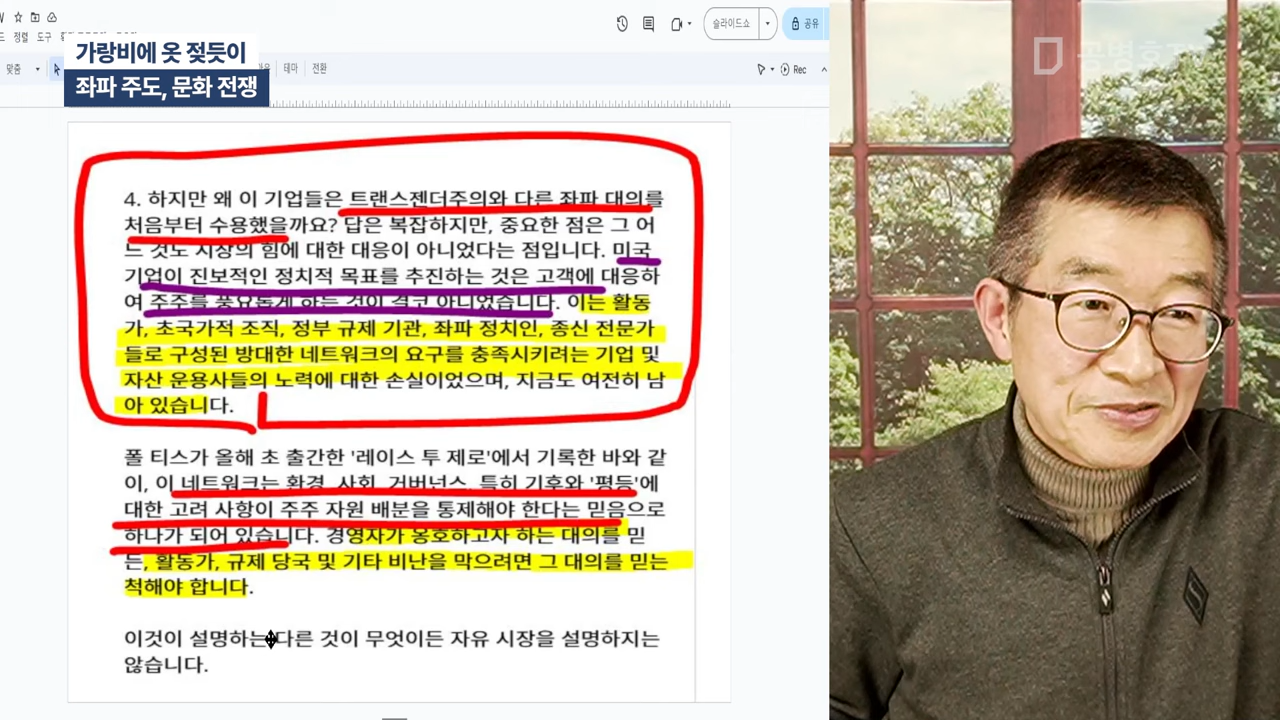 가랑비에 옷 젖듯이
좌파 주도, 문화 전쟁
정렬 도구
맞춤
테마 전환
슬라이드쇼
공유
Rec
공병호TV
4. 하지만 왜 이 기업들은 트랜스젠더주의와 다른 좌파 대의를
처음부터 수용했을까요? 답은 복잡하지만, 중요한 점은 그 어
느 것도 시장의 힘에 대한 대응이 아니었다는 점입니다. 미국
기업이 진보적인 정치적 목표를 추진하는 것은 고객에 대응하
여 주주를 풍요롭게 하는 것이 결코 아니었습니다. 이는 활동
가, 초국가적 조직, 정부 규제 기관, 좌파 정치인, 종신 전문가
들로 구성된 방대한 네트워크의 요구를 충족시키려는 기업 및
자산 운용사들의 노력에 대한 손실이었으며, 지금도 여전히 남
아 있습니다.
폴 티스가 올해 초 출간한 '레이스 투 제로'에서 기록한 바와 같
이, 이 네트워크는 환경, 사회, 거버넌스, 특히 기후와 '평등'에
대한 고려 사항이 주주 자원 배분을 통제해야 한다는 믿음으로
하나가 되어 있습니다. 경영자가 옹호하고자 하는 대의를 믿
든, 활동가, 규제 당국 및 기타 비난을 막으려면 그 대의를 믿는
척해야 합니다.
이것이 설명하는 다른 것이 무엇이든 자유 시장을 설명하지는
않습니다.